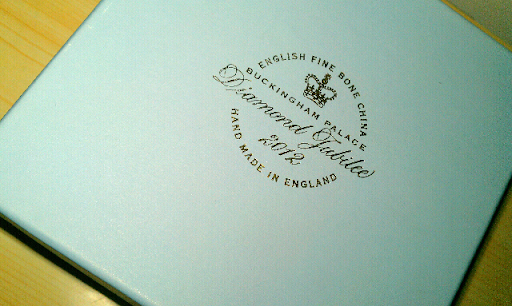 ENGLISH FINE BONE CHINA
BUCKINGHAM PALACE
Diamond Jubilee
2012
HAND MADE IN ENGLAND